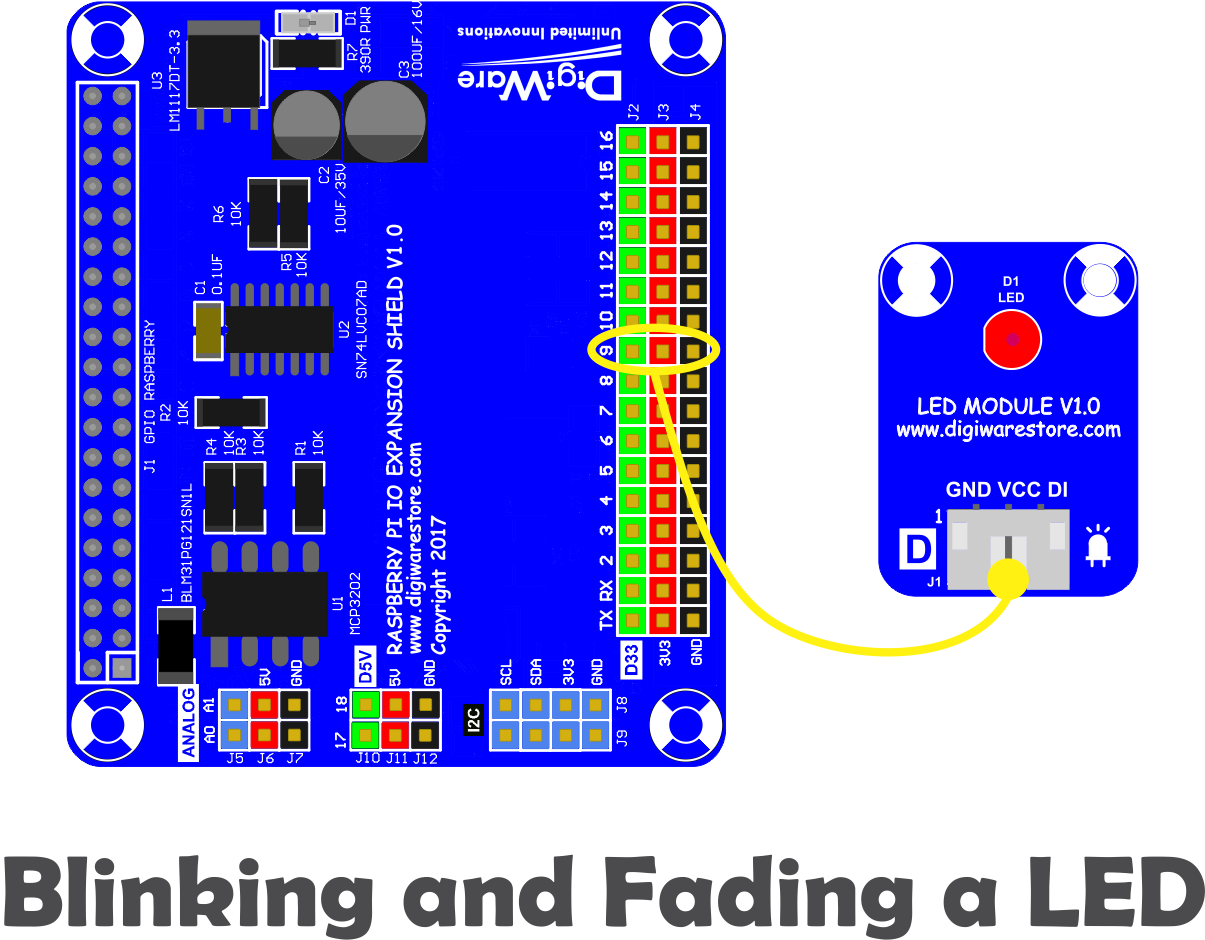 D1
R7
390R PWR
C3
100UF/16V
U3
LM1117DT-3.3
Unlimited Innovations
DigiWare
J2 J3 J4
16
15
14
13
12
11
10
9
8
7
6
5
4
3
2
RX
TX
D33 3V3 GND
C2
10UF/35V
R6
10K
R5
10K
C1
0.1UF
U2
SN74LVC07AD
R2
10K
J1 GPIO RASPBERRY
R4
10K
R3
10K
R1
10K
RASPBERRY PI IO EXPANSION SHIELD V1.0
www.digiwarestore.com
Copyright 2017
BLM31PG121SN1L
L1
U1
MCP3202
ANALOG
5V GND
A1
A0
J5 J6 J7
D5V 5V GND
18
17
J10 J11 J12
I2C
SCL SDA 3V3 GND
J8
J9
D1
LED
LED MODULE V1.0
www.digiwarestore.com
GND VCC DI
1
D
J1
Blinking and Fading a LED